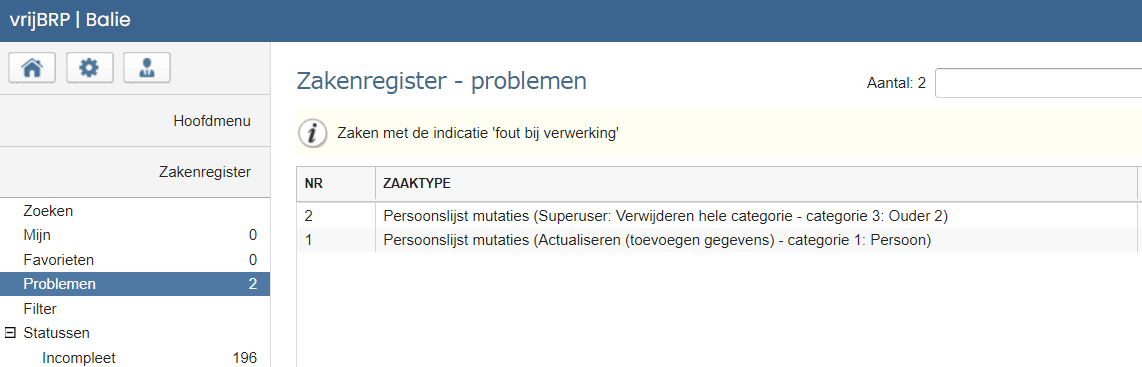 vrijBRP | Balie
Hoofdmenu
Zakenregister
Zoeken
Mijn 0
Favorieten 0
Problemen 2
Filter
Statussen
Incompleet 196
Zakenregister - problemen
Aantal: 2
Zaken met de indicatie 'fout bij verwerking'
NR ZAAKTYPE
2 Persoonslijst mutaties (Superuser: Verwijderen hele categorie - categorie 3: Ouder 2)
1 Persoonslijst mutaties (Actualiseren (toevoegen gegevens) - categorie 1: Persoon)